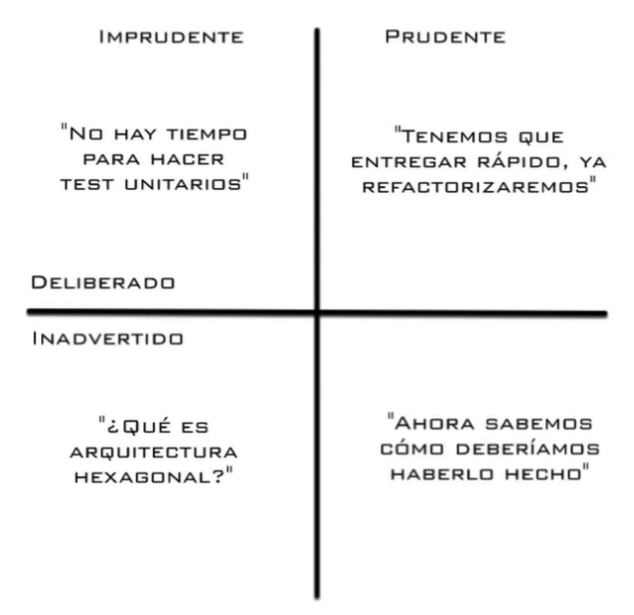 Imprudente
Prudente
"No hay tiempo
para hacer
test unitarios"
"Tenemos que
entregar rápido, ya
refactorizaremos"
Deliberado
Inadvertido
"¿Qué es
arquitectura
hexagonal?"
"Ahora sabemos
cómo deberíamos
haberlo hecho"